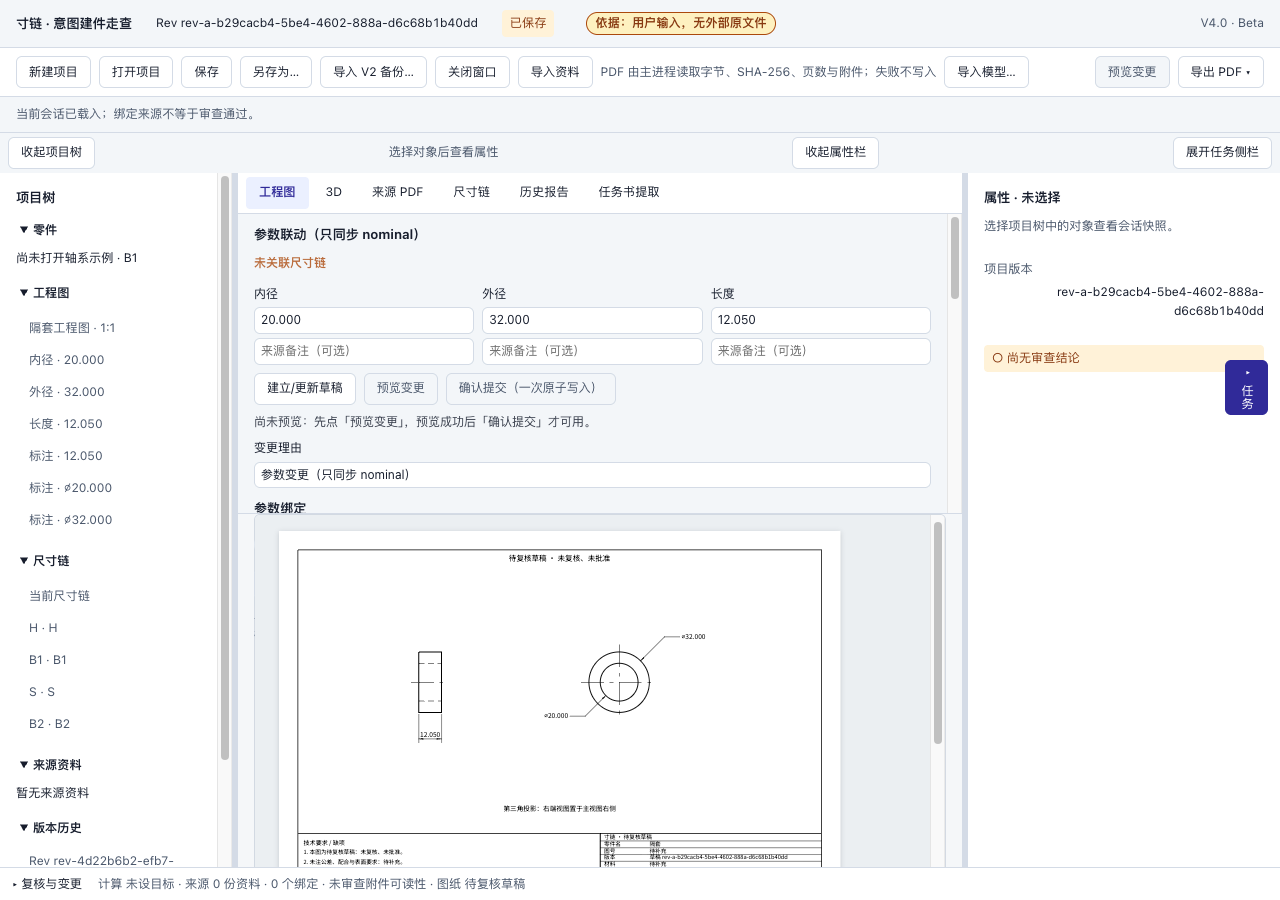 寸链 · 意图建件走查 Rev rev-a-b29cacb4-5be4-4602-888a-d6c68b1b40dd 已保存 依据：用户输入，无外部原文件 V4.0 · Beta
新建项目 打开项目 保存 另存为... 导入 V2 备份... 关闭窗口 导入资料 PDF 由主进程读取字节、SHA-256、页数与附件；失败不写入 导入模型... 预览变更 导出 PDF ▾
当前会话已载入；绑定来源不等于审查通过。
收起项目树 选择对象后查看属性 收起属性栏 展开任务侧栏
项目树
▼ 零件
尚未打开轴系示例 · B1
▼ 工程图
隔套工程图 · 1:1
内径 · 20.000
外径 · 32.000
长度 · 12.050
标注 · 12.050
标注 · ⌀20.000
标注 · ⌀32.000
▼ 尺寸链
当前尺寸链
H · H
B1 · B1
S · S
B2 · B2
▼ 来源资料
暂无来源资料
▼ 版本历史
Rev rev-4d22b6b2-efb7-
工程图 3D 来源 PDF 尺寸链 历史报告 任务书提取
参数联动（只同步 nominal）
未关联尺寸链
内径 外径 长度
20.000 32.000 12.050
来源备注（可选） 来源备注（可选） 来源备注（可选）
建立/更新草稿 预览变更 确认提交（一次原子写入）
尚未预览：先点「预览变更」，预览成功后「确认提交」才可用。
变更理由
参数变更（只同步 nominal）
参数绑定
待复核草稿 · 未复核、未批准
⌀32.000
⌀20.000
12.050
第三角投影：右端视图置于主视图右侧
技术要求 / 缺项
1. 本图为待复核草稿：未复核、未批准。
2. 未注公差、配合与表面要求：待补充。
寸链 · 待复核草稿
零件名 隔套
图号 待补充
版本 草稿 rev-a-b29cacb4-5be4-4602-888a-d6c68b1b40dd
材料 待补充
属性 · 未选择
选择项目树中的对象查看会话快照。
项目版本
rev-a-b29cacb4-5be4-4602-888a-
d6c68b1b40dd
○ 尚无审查结论
▸ 任务
▸ 复核与变更 计算 未设目标 · 来源 0 份资料 · 0 个绑定 · 未审查附件可读性 · 图纸 待复核草稿